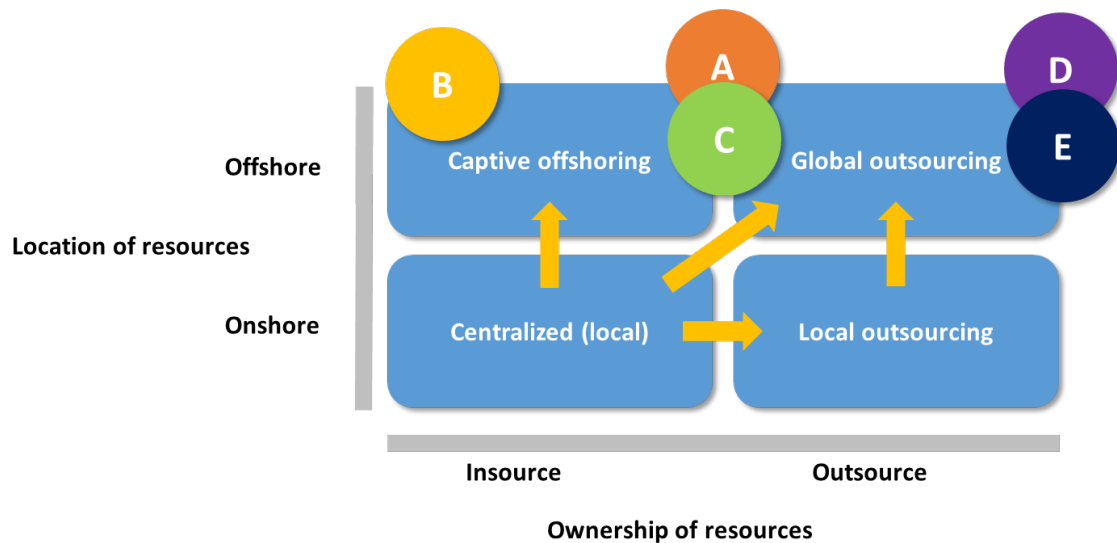 B
A
D
C
E
Offshore
Captive offshoring
Global outsourcing
Location of resources
Onshore
Centralized (local)
Local outsourcing
Insource
Outsource
Ownership of resources